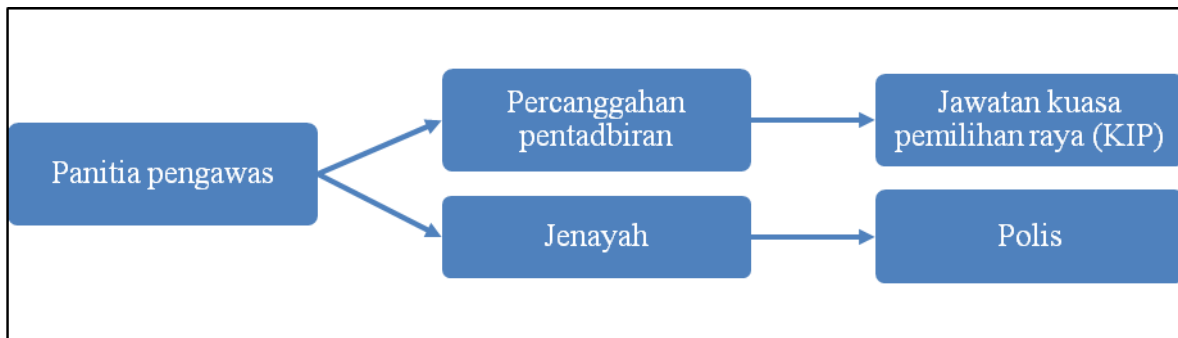 Panitia pengawas
Percanggahan
pentadbiran
Jawatan kuasa
pemilihan raya (KIP)
Jenayah
Polis